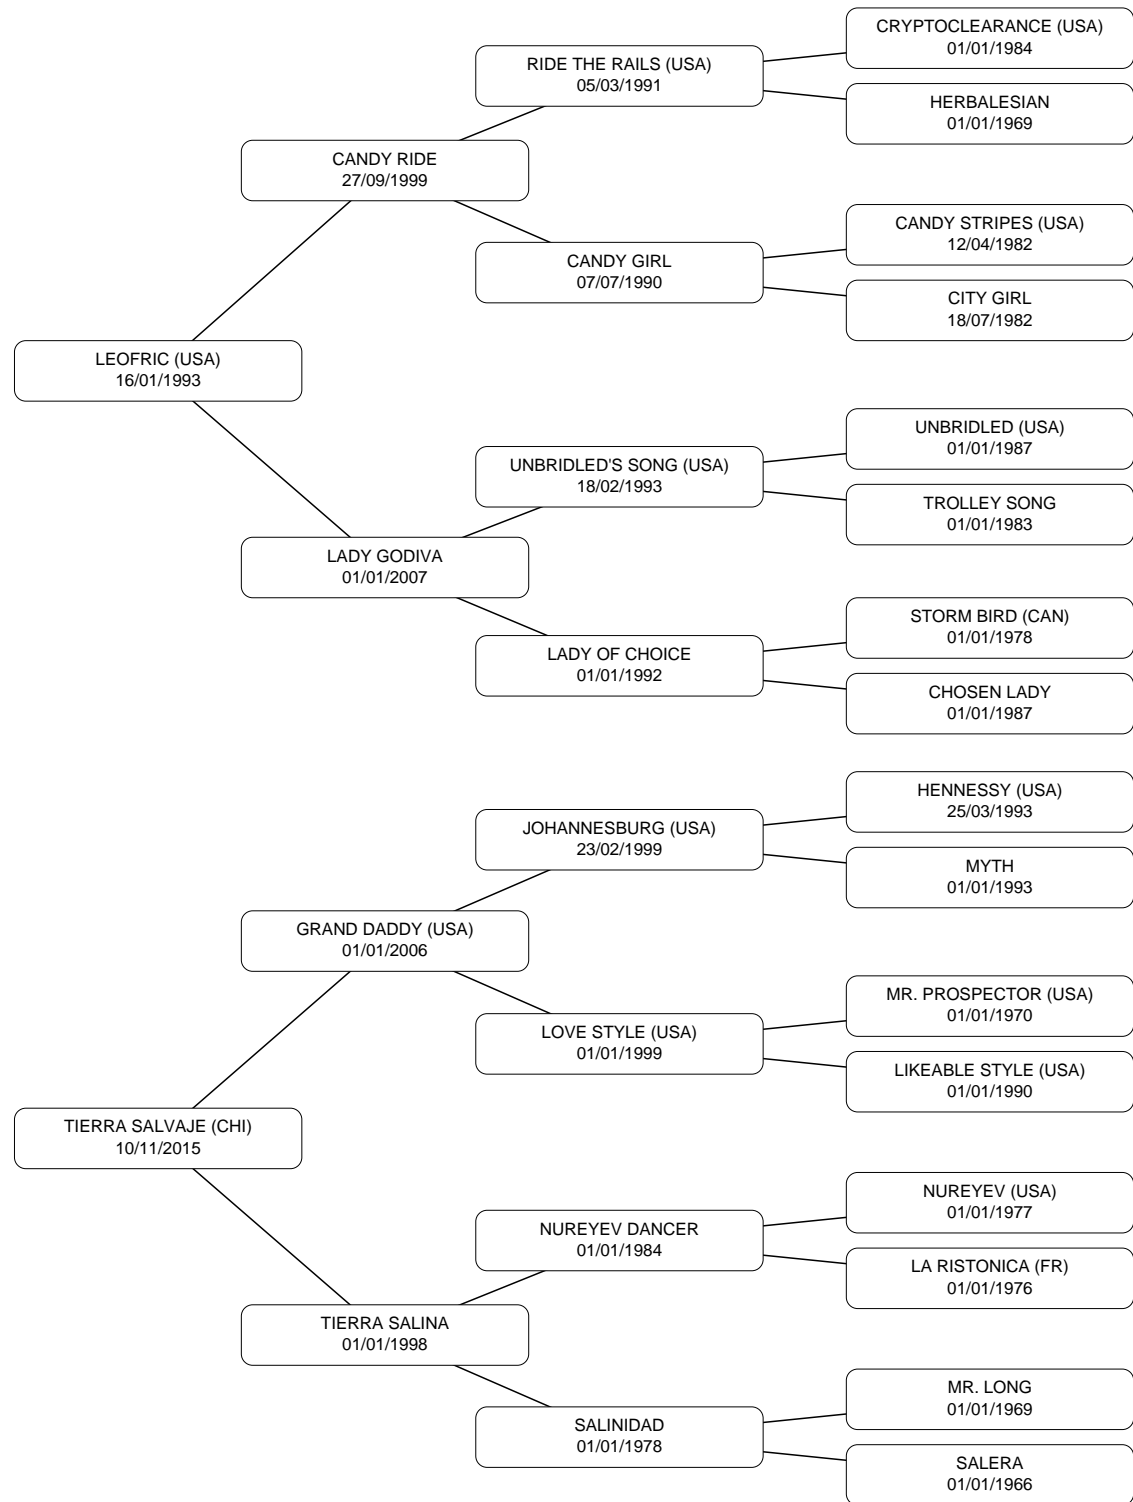 CRYPTOCLEARANCE (USA)
01/01/1984
RIDE THE RAILS (USA)
05/03/1991
HERBALESIAN
01/01/1969
CANDY RIDE
27/09/1999
CANDY STRIPES (USA)
12/04/1982
CANDY GIRL
07/07/1990
CITY GIRL
18/07/1982
LEOFRIC (USA)
16/01/1993
UNBRIDLED (USA)
01/01/1987
UNBRIDLED'S SONG (USA)
18/02/1993
TROLLEY SONG
01/01/1983
LADY GODIVA
01/01/2007
STORM BIRD (CAN)
01/01/1978
LADY OF CHOICE
01/01/1992
CHOSEN LADY
01/01/1987
HENNESSY (USA)
25/03/1993
JOHANNESBURG (USA)
23/02/1999
MYTH
01/01/1993
GRAND DADDY (USA)
01/01/2006
MR. PROSPECTOR (USA)
01/01/1970
LOVE STYLE (USA)
01/01/1999
LIKEABLE STYLE (USA)
01/01/1990
TIERRA SALVAJE (CHI)
10/11/2015
NUREYEV (USA)
01/01/1977
NUREYEV DANCER
01/01/1984
LA RISTONICA (FR)
01/01/1976
TIERRA SALINA
01/01/1998
MR. LONG
01/01/1969
SALINIDAD
01/01/1978
SALERA
01/01/1966